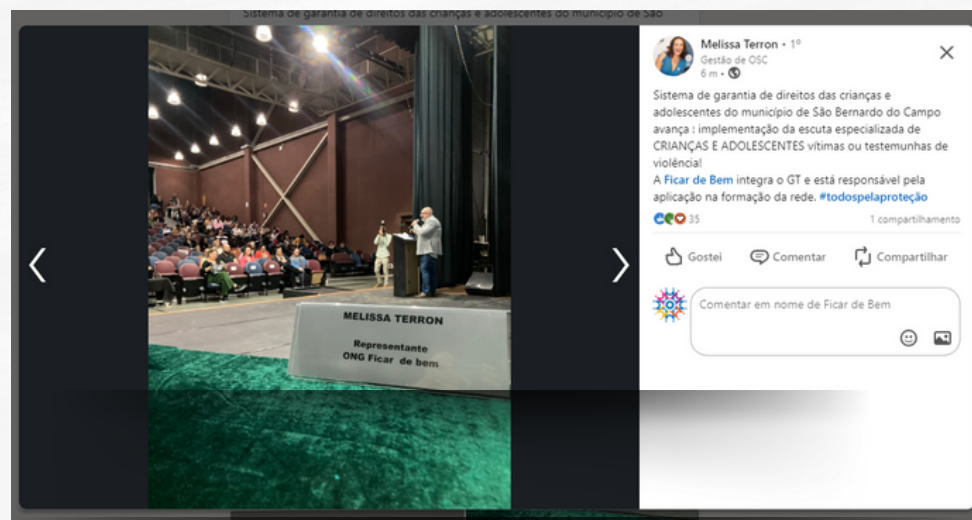 Sistema de garantia de direitos das crianças e adolescentes do município de São
MELISSA TERRON
Representante
ONG Ficar de bem
Melissa Terron • 1º
Gestão de OSC
6 m •
Sistema de garantia de direitos das crianças e
adolescentes do município de São Bernardo do Campo
avança : implementação da escuta especializada de
CRIANÇAS E ADOLESCENTES vítimas ou testemunhas de
violência!
A Ficar de Bem integra o GT e está responsável pela
aplicação na formação da rede. #todospelaproteção
35
1 compartilhamento
Gostei
Comentar
Compartilhar
Comentar em nome de Ficar de Bem